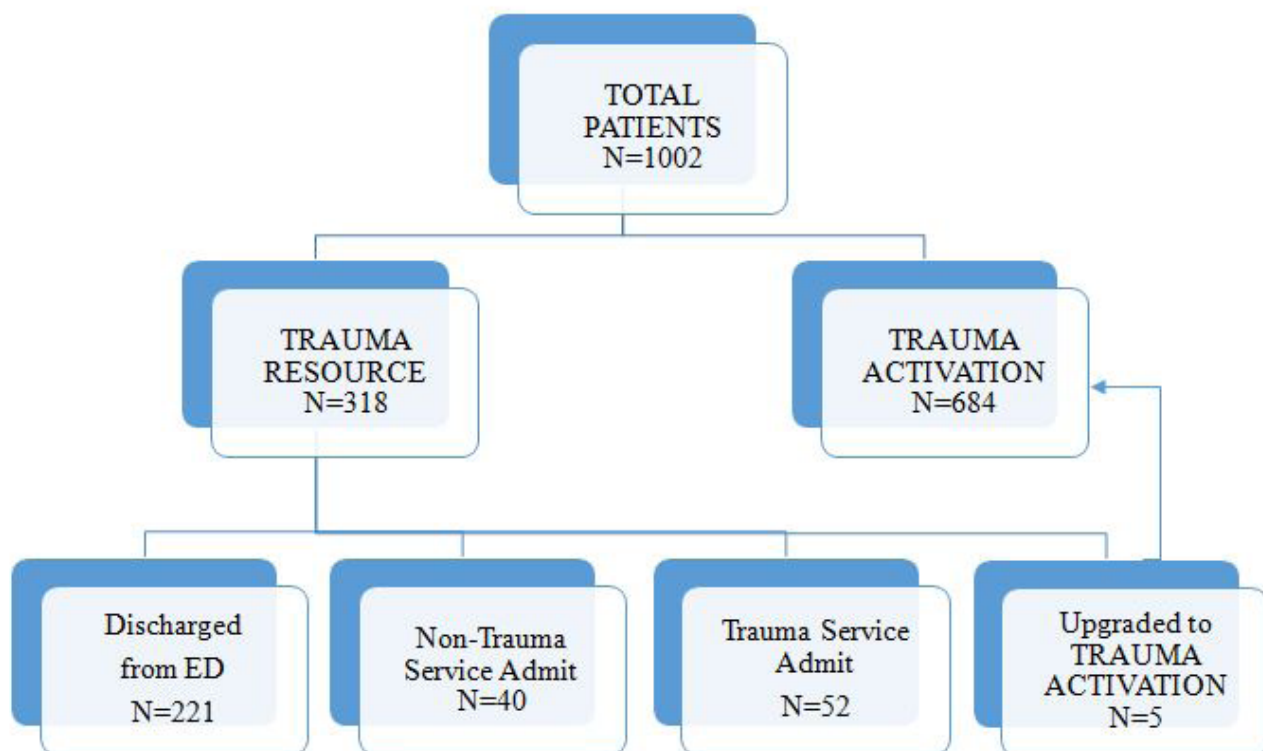 TOTAL
PATIENTS
N=1002
TRAUMA
RESOURCE
N=318
TRAUMA
ACTIVATION
N=684
Discharged
from ED
N=221
Non-Trauma
Service Admit
N=40
Trauma Service
Admit
N=52
Upgraded to
TRAUMA
ACTIVATION
N=5